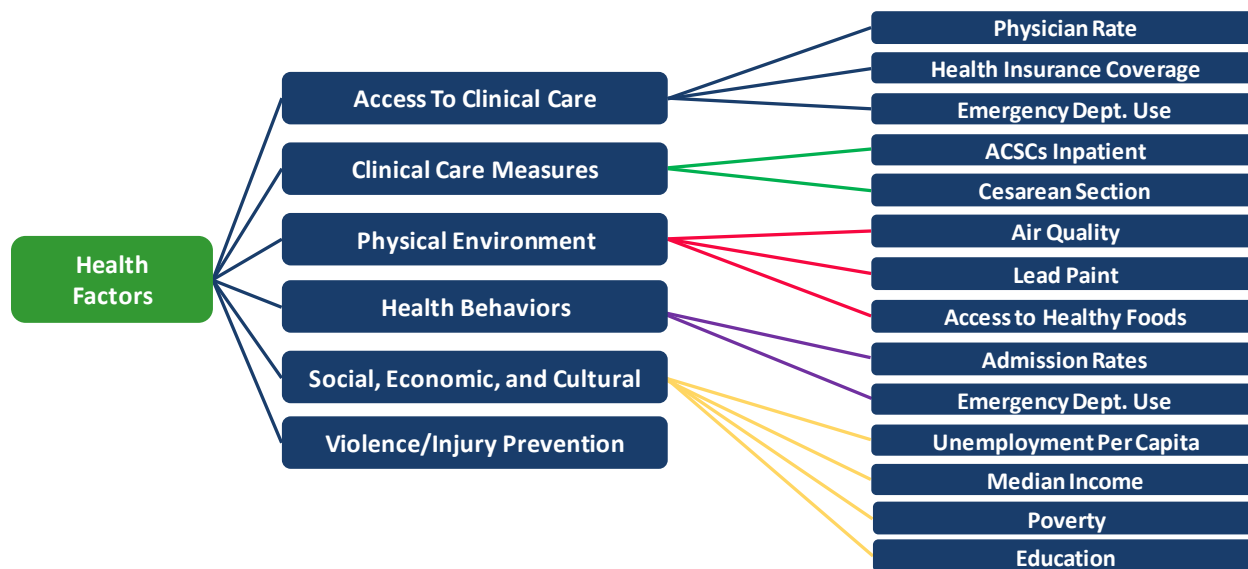 Health
Factors
Access To Clinical Care
Clinical Care Measures
Physical Environment
Health Behaviors
Social, Economic, and Cultural
Violence/Injury Prevention
Physician Rate
Health Insurance Coverage
Emergency Dept. Use
ACSCs Inpatient
Cesarean Section
Air Quality
Lead Paint
Access to Healthy Foods
Admission Rates
Emergency Dept. Use
Unemployment Per Capita
Median Income
Poverty
Education